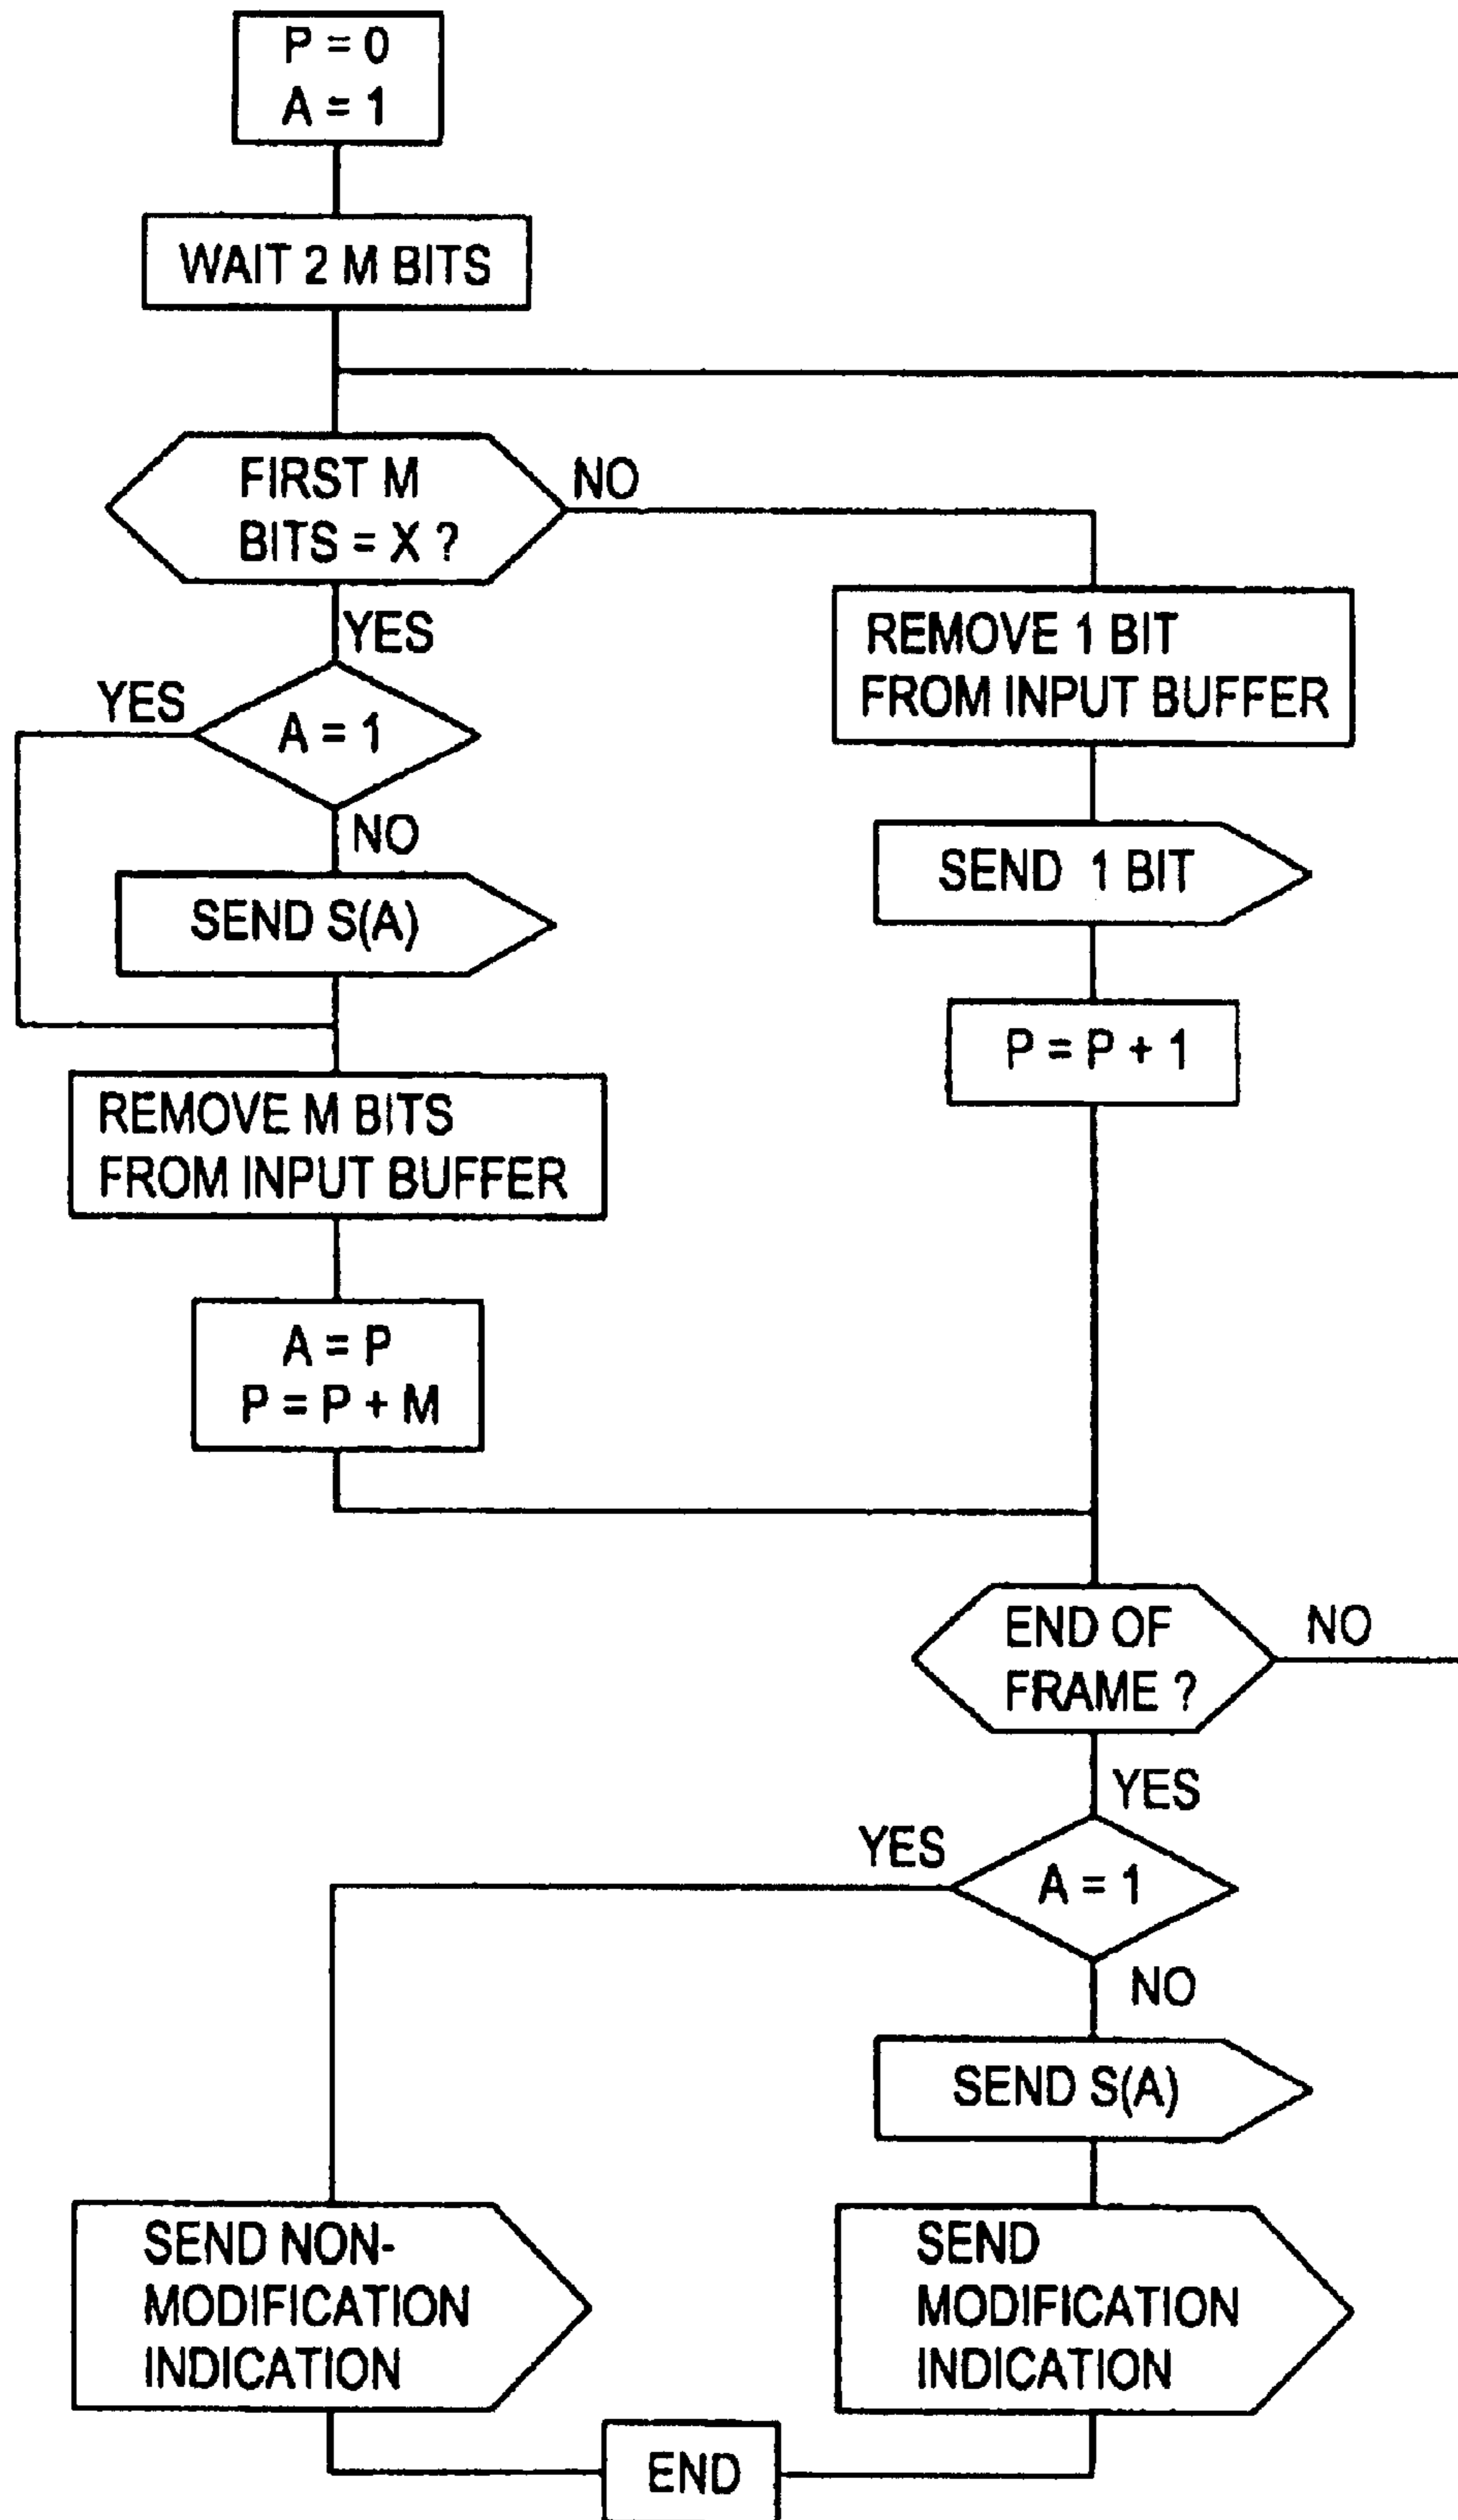 P = 0
A = 1
WAIT 2 M BITS
FIRST M
BITS = X ?
NO
YES
REMOVE 1 BIT
FROM INPUT BUFFER
YES
A = 1
NO
SEND 1 BIT
SEND S(A)
P = P + 1
REMOVE M BITS
FROM INPUT BUFFER
A = P
P = P + M
END OF
FRAME ?
NO
YES
YES
A = 1
NO
SEND S(A)
SEND NON-
MODIFICATION
INDICATION
SEND
MODIFICATION
INDICATION
END